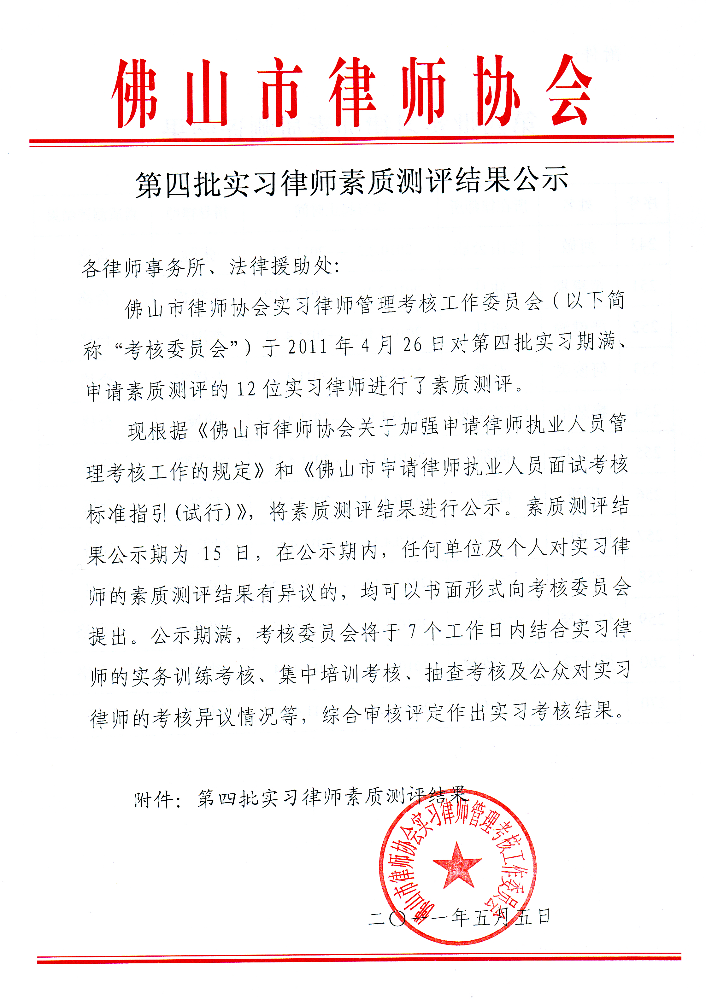 佛山市律师协会
第四批实习律师素质测评结果公示
各律师事务所、法律援助处：
佛山市律师协会实习律师管理考核工作委员会（以下简
称“考核委员会”）于 2011 年 4 月 26 日对第四批实习期满、
申请素质测评的 12 位实习律师进行了素质测评。
现根据《佛山市律师协会关于加强申请律师执业人员管
理考核工作的规定》和《佛山市申请律师执业人员面试考核
标准指引(试行)》，将素质测评结果进行公示。素质测评结
果公示期为 15 日，在公示期内，任何单位及个人对实习律
师的素质测评结果有异议的，均可以书面形式向考核委员会
提出。公示期满，考核委员会将于 7 个工作日内结合实习律
师的实务训练考核、集中培训考核、抽查考核及公众对实习
律师的考核异议情况等，综合审核评定作出实习考核结果。
附件：第四批实习律师素质测评结果
佛山市律师协会实习律师管理考核工作委员会
二〇一一年五月五日